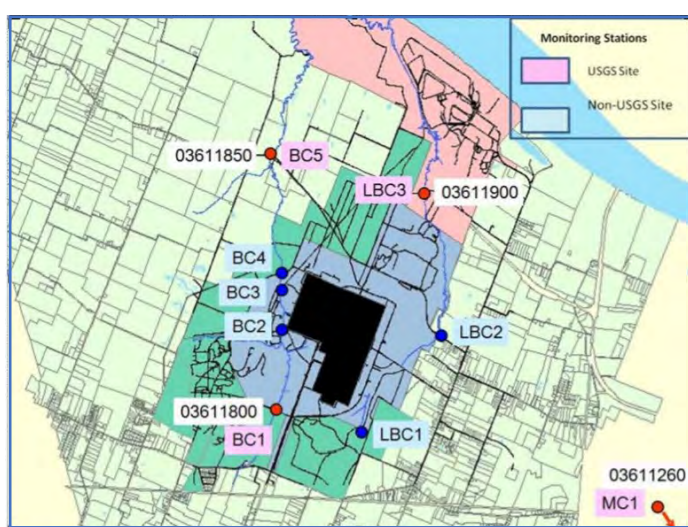 Monitoring Stations
USGS Site
Non-USGS Site
03611850 BC5
LBC3 03611900
BC4
BC3
BC2
LBC2
03611800
BC1
LBC1
03611260
MC1